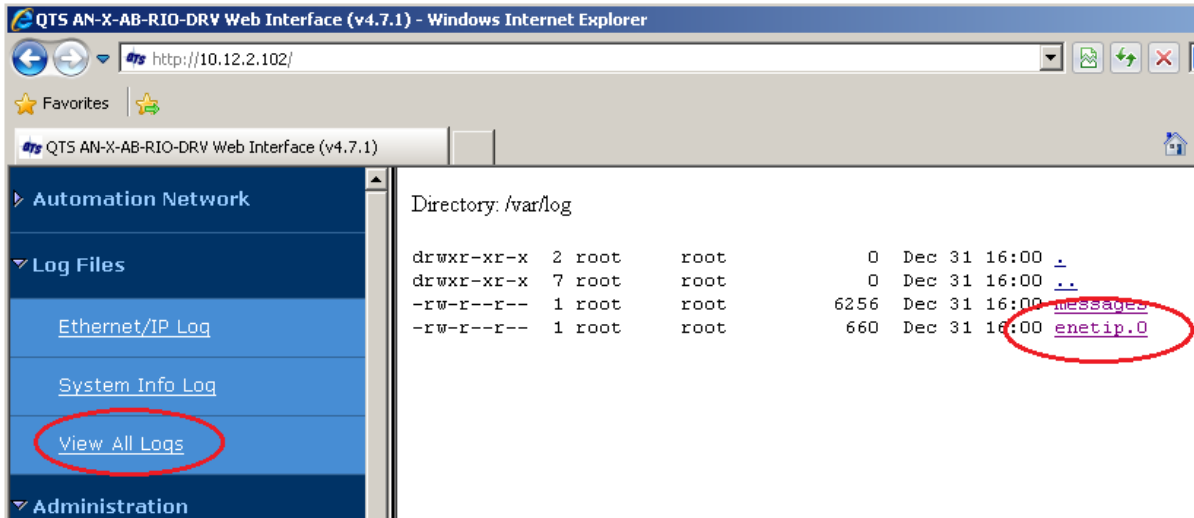 QTS AN-X-AB-RIO-DRV Web Interface (v4.7.1) - Windows Internet Explorer
QTS http://10.12.2.102/
Favorites
QTS QTS AN-X-AB-RIO-DRV Web Interface (v4.7.1)
Automation Network
Log Files
Ethernet/IP Log
System Info Log
View All Logs
Administration
Directory: /var/log
drwxr-xr-x 2 root root 0 Dec 31 16:00 .
drwxr-xr-x 7 root root 0 Dec 31 16:00 ..
-rw-r--r-- 1 root root 6256 Dec 31 16:00 messages
-rw-r--r-- 1 root root 660 Dec 31 16:00 enetip.0